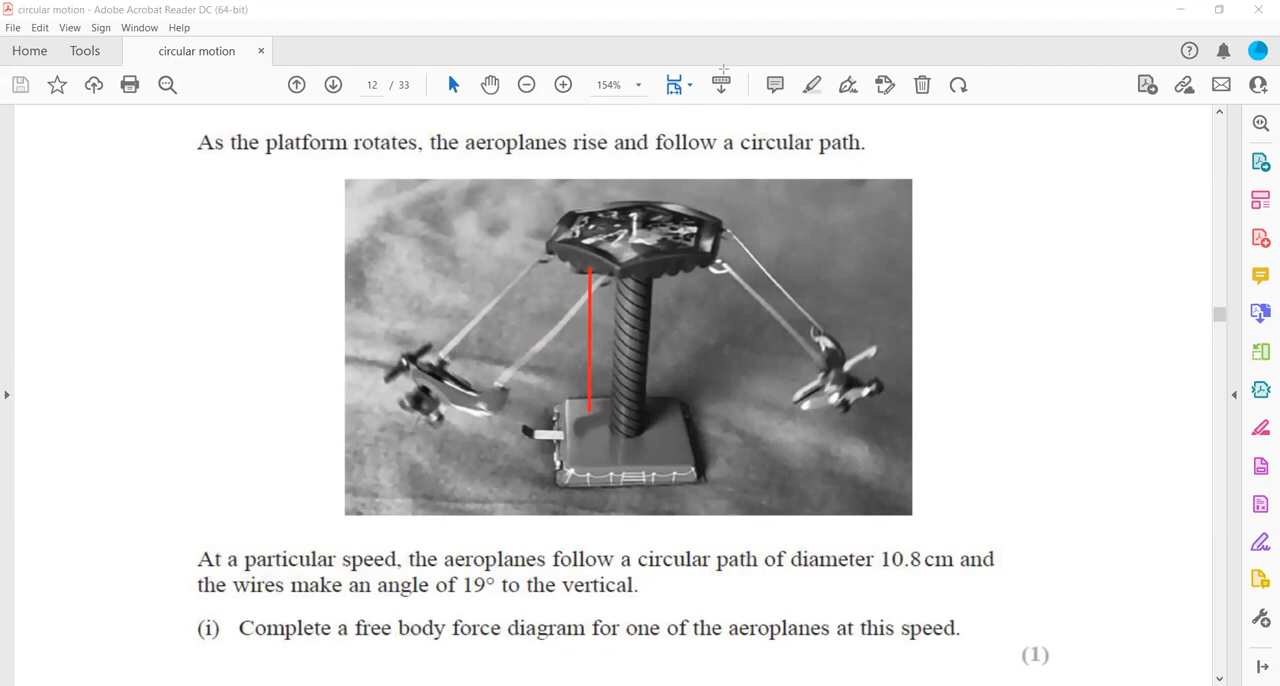 circular motion - Adobe Acrobat Reader DC (64-bit)
File Edit View Sign Window Help
Home Tools circular motion ×
12 / 33 154%
As the platform rotates, the aeroplanes rise and follow a circular path.
At a particular speed, the aeroplanes follow a circular path of diameter 10.8 cm and
the wires make an angle of 19° to the vertical.
(i) Complete a free body force diagram for one of the aeroplanes at this speed.
(1)